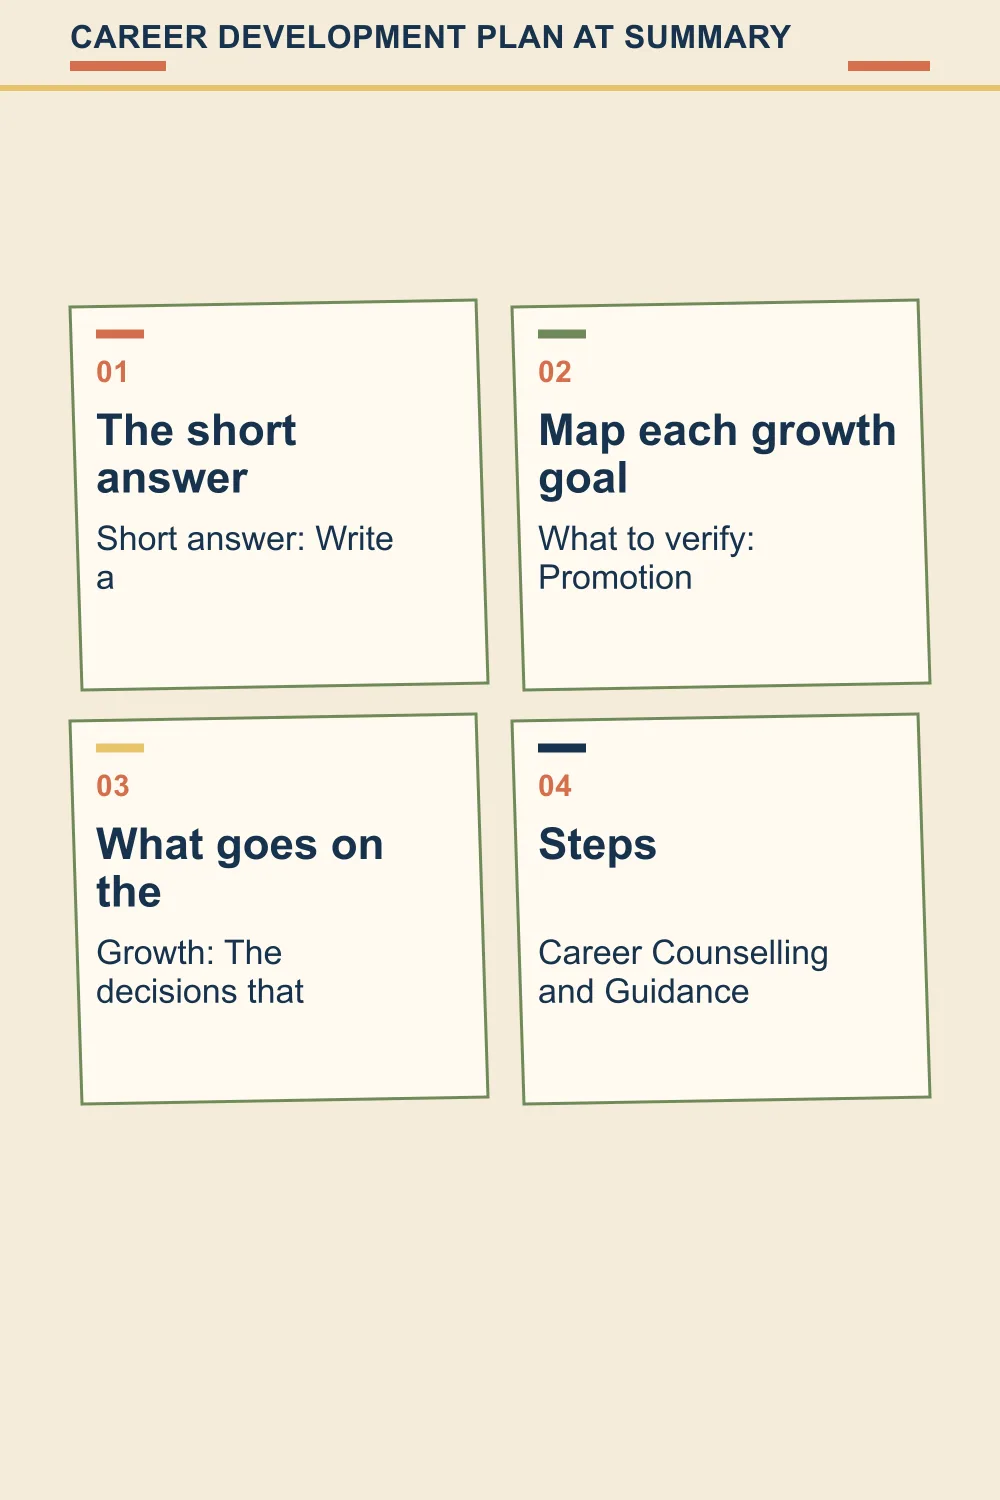 CAREER DEVELOPMENT PLAN AT SUMMARY
01
The short
answer
Short answer: Write
a
02
Map each growth
goal
What to verify:
Promotion
03
What goes on
the
Growth: The
decisions that
04
Steps
Career Counselling
and Guidance